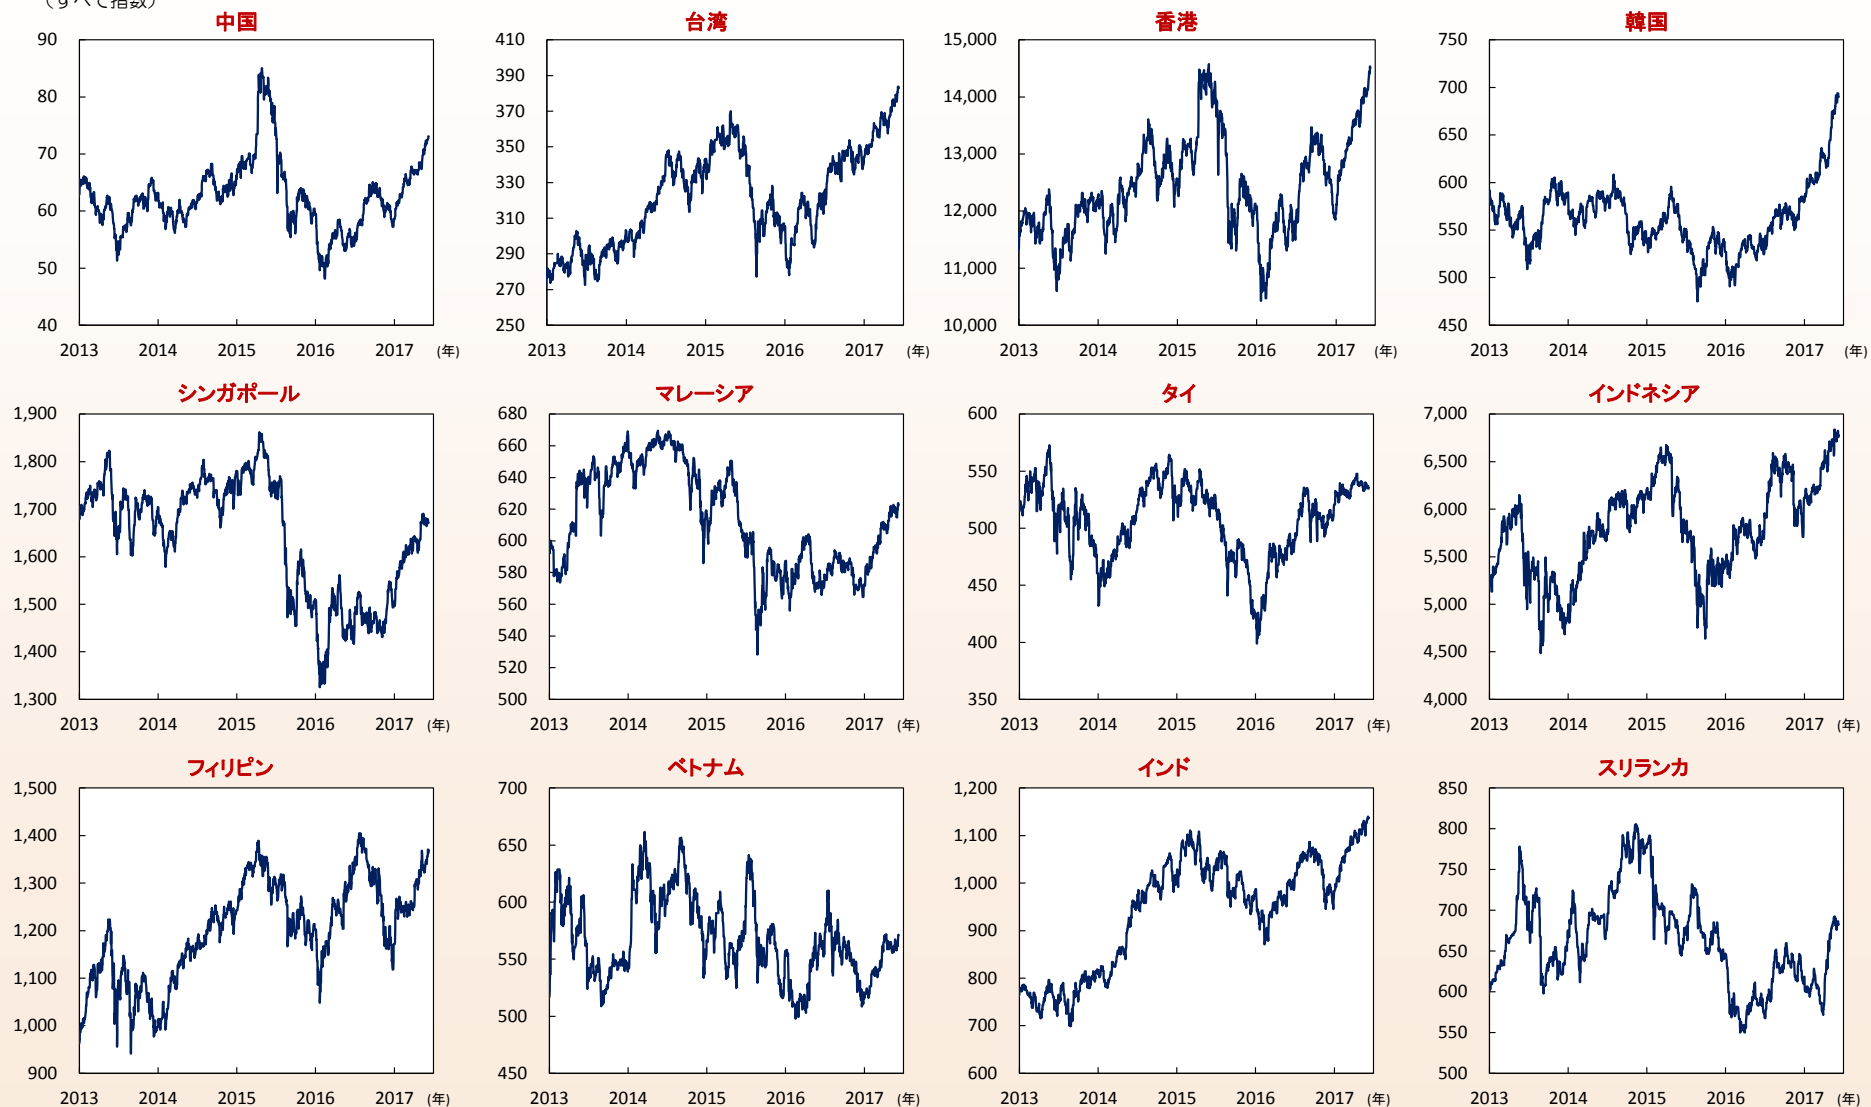 （すべて指数）
中国 台湾 香港 韓国
90 410 15,000 750
80 390 14,000 700
70 370 13,000 650
60 350 12,000 600
50 330 11,000 550
40 310 10,000 500
290 450
270
250
2013 2014 2015 2016 2017 (年) 2013 2014 2015 2016 2017 (年) 2013 2014 2015 2016 2017 (年) 2013 2014 2015 2016 2017 (年)
シンガポール マレーシア タイ インドネシア
1,900 680 600 7,000
1,800 660 550 6,500
1,700 640 500 6,000
1,600 620 450 5,500
1,500 600 400 5,000
1,400 580 350 4,500
1,300 560 4,000
540
520
500
2013 2014 2015 2016 2017 (年) 2013 2014 2015 2016 2017 (年) 2013 2014 2015 2016 2017 (年) 2013 2014 2015 2016 2017 (年)
フィリピン ベトナム インド スリランカ
1,500 700 1,200 850
1,400 650 1,100 800
1,300 600 1,000 750
1,200 550 900 700
1,100 500 800 650
1,000 450 700 600
900 600 550
500
2013 2014 2015 2016 2017 (年) 2013 2014 2015 2016 2017 (年) 2013 2014 2015 2016 2017 (年) 2013 2014 2015 2016 2017 (年)